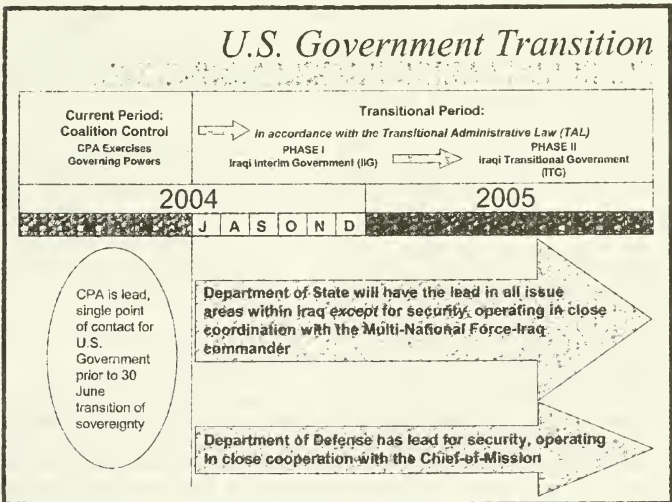 U.S. Government Transition
Current Period:
Coalition Control
CPA Exercises
Governing Powers
Transitional Period:
In accordance with the Transitional Administrative Law (TAL)
PHASE I
Iraqi Interim Government (IIG)
PHASE II
Iraqi Transitional Government
(ITG)
2004
2005
J A S O N D
CPA is lead,
single point
of contact for
U.S.
Government
prior to 30
June
transition of
sovereignty
Department of State will have the lead in all issue
areas within Iraq except for security, operating in close
coordination with the Multi-National Force-Iraq
commander
Department of Defense has lead for security, operating
in close cooperation with the Chief-of-Mission